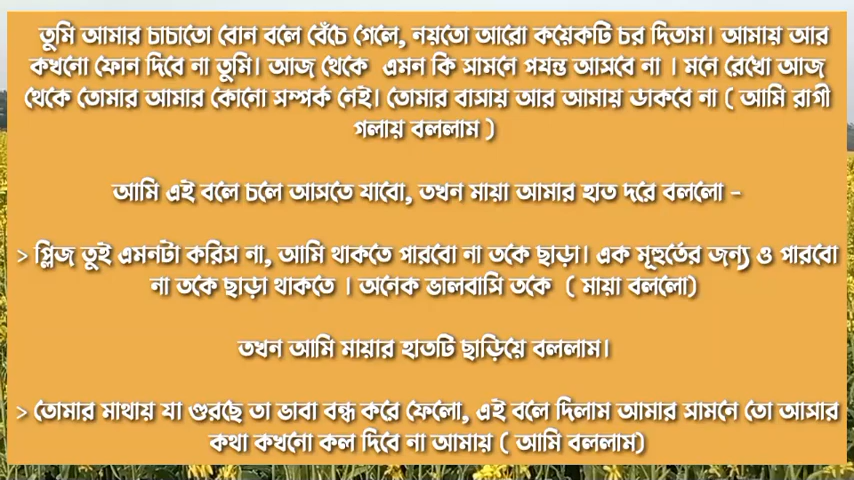 তুমি আমার চাচাতো বোন বলে বেঁচে গেলে, নয়তো আরো কয়েকটি চর দিতাম। আমায় আর
কখনো ফোন দিবে না তুমি। আজ থেকে এমন কি সামনে পযন্ত আসবে না । মনে রেখো আজ
থেকে তোমার আমার কোনো সম্পর্ক নেই। তোমার বাসায় আর আমায় ডাকবে না ( আমি রাগী
গলায় বললাম )
আমি এই বলে চলে আসতে যাবো, তখন মায়া আমার হাত দরে বললো -
> প্লিজ তুই এমনটা করিস না, আমি থাকতে পারবো না তকে ছাড়া। এক মূহুর্তের জন্য ও পারবো
না তকে ছাড়া থাকতে । অনেক ভালবাসি তকে ( মায়া বললো)
তখন আমি মায়ার হাতটি ছাড়িয়ে বললাম।
> তোমার মাথায় যা গুরছে তা ভাবা বন্ধ করে ফেলো, এই বলে দিলাম আমার সামনে তো আসার
কথা কখনো কল দিবে না আমায় ( আমি বললাম)